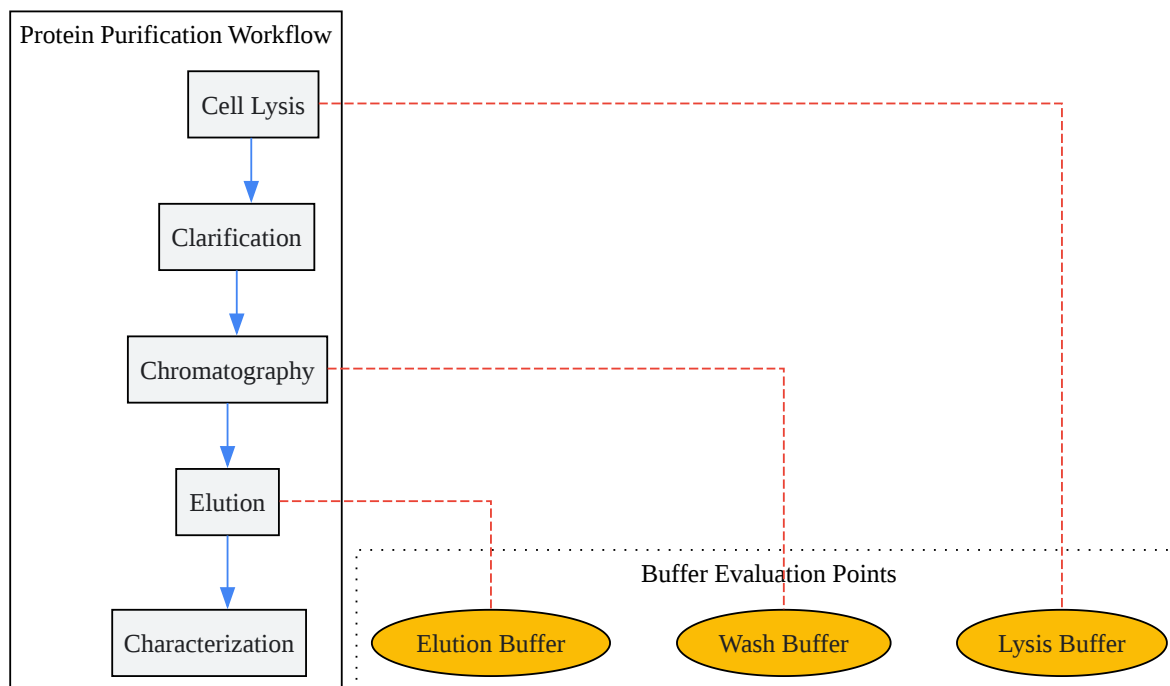 Protein Purification Workflow
Cell Lysis
Clarification
Chromatography
Elution
Buffer Evaluation Points
Characterization
Elution Buffer
Wash Buffer
Lysis Buffer